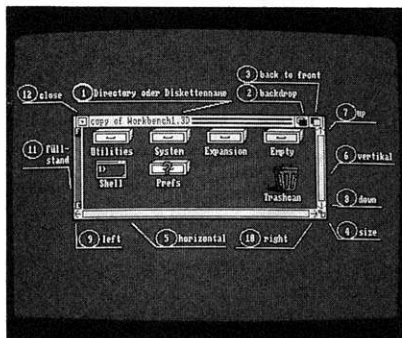 3 back to front
12 close
1 Directory oder Diskettenname
2 backdrop
copy of Workbench1.3D
7 up
11 Füll-
stand
Utilities
System
Expansion
Empty
6 vertikal
Shell
Prefs
Trashcan
8 down
9 left
5 horizontal
10 right
4 size